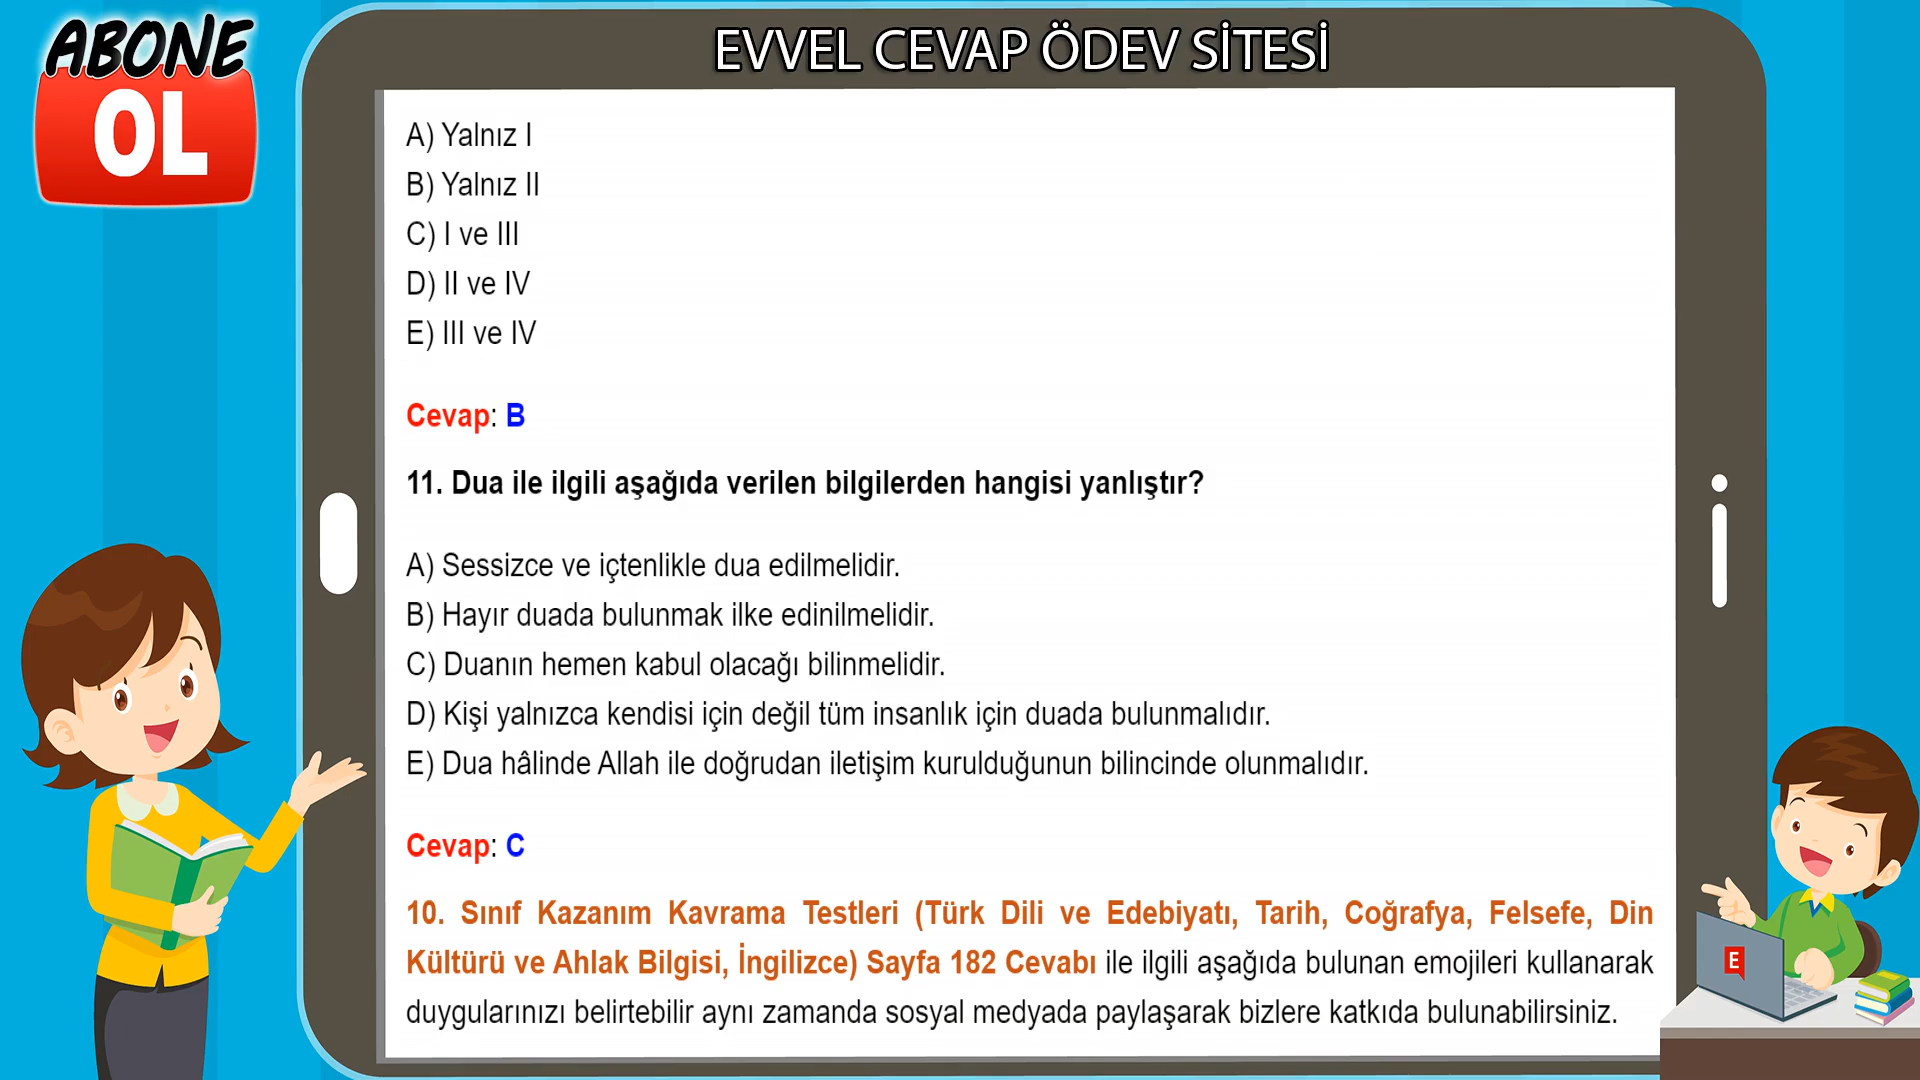 ABONE
OL
EVVEL CEVAP ÖDEV SİTESİ
A) Yalnız I
B) Yalnız II
C) I ve III
D) II ve IV
E) III ve IV
Cevap: B
11. Dua ile ilgili aşağıda verilen bilgilerden hangisi yanlıştır?
A) Sessizce ve içtenlikle dua edilmelidir.
B) Hayır duada bulunmak ilke edinilmelidir.
C) Duanın hemen kabul olacağı bilinmelidir.
D) Kişi yalnızca kendisi için değil tüm insanlık için duada bulunmalıdır.
E) Dua hâlinde Allah ile doğrudan iletişim kurulduğunun bilincinde olunmalıdır.
Cevap: C
10. Sınıf Kazanım Kavrama Testleri (Türk Dili ve Edebiyatı, Tarih, Coğrafya, Felsefe, Din
Kültürü ve Ahlak Bilgisi, İngilizce) Sayfa 182 Cevabı ile ilgili aşağıda bulunan emojileri kullanarak
duygularınızı belirtebilir aynı zamanda sosyal medyada paylaşarak bizlere katkıda bulunabilirsiniz.
E